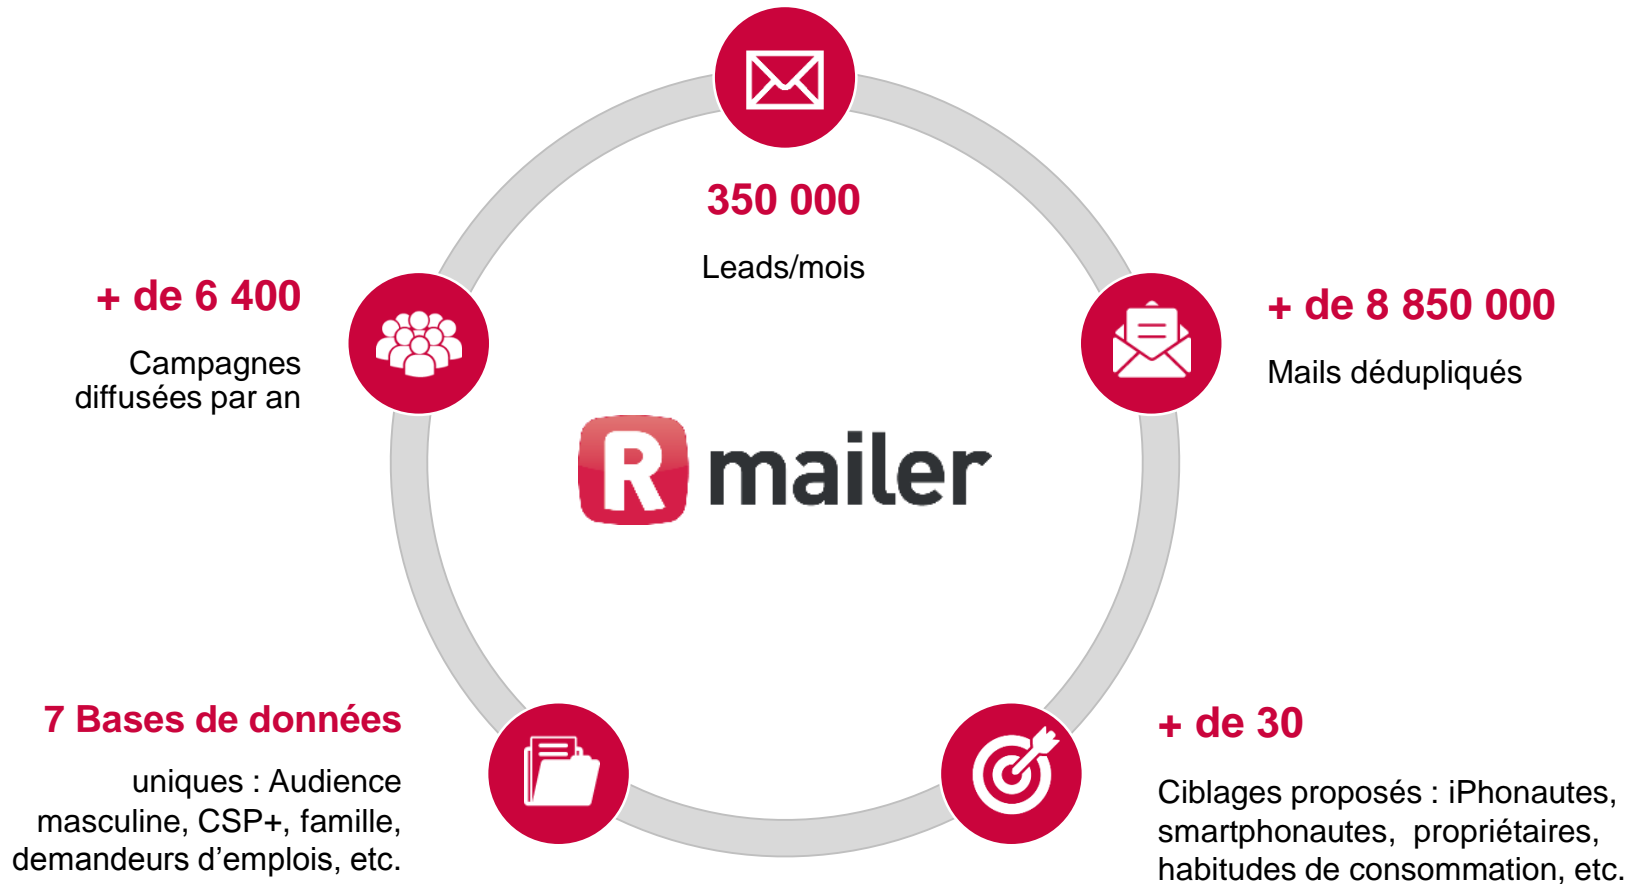 350 000
Leads/mois
+ de 6 400
Campagnes
diffusées par an
+ de 8 850 000
Mails dédupliqués
R mailer
7 Bases de données
uniques : Audience
masculine, CSP+, famille,
demandeurs d’emplois, etc.
+ de 30
Ciblages proposés : iPhonautes,
smartphonautes, propriétaires,
habitudes de consommation, etc.